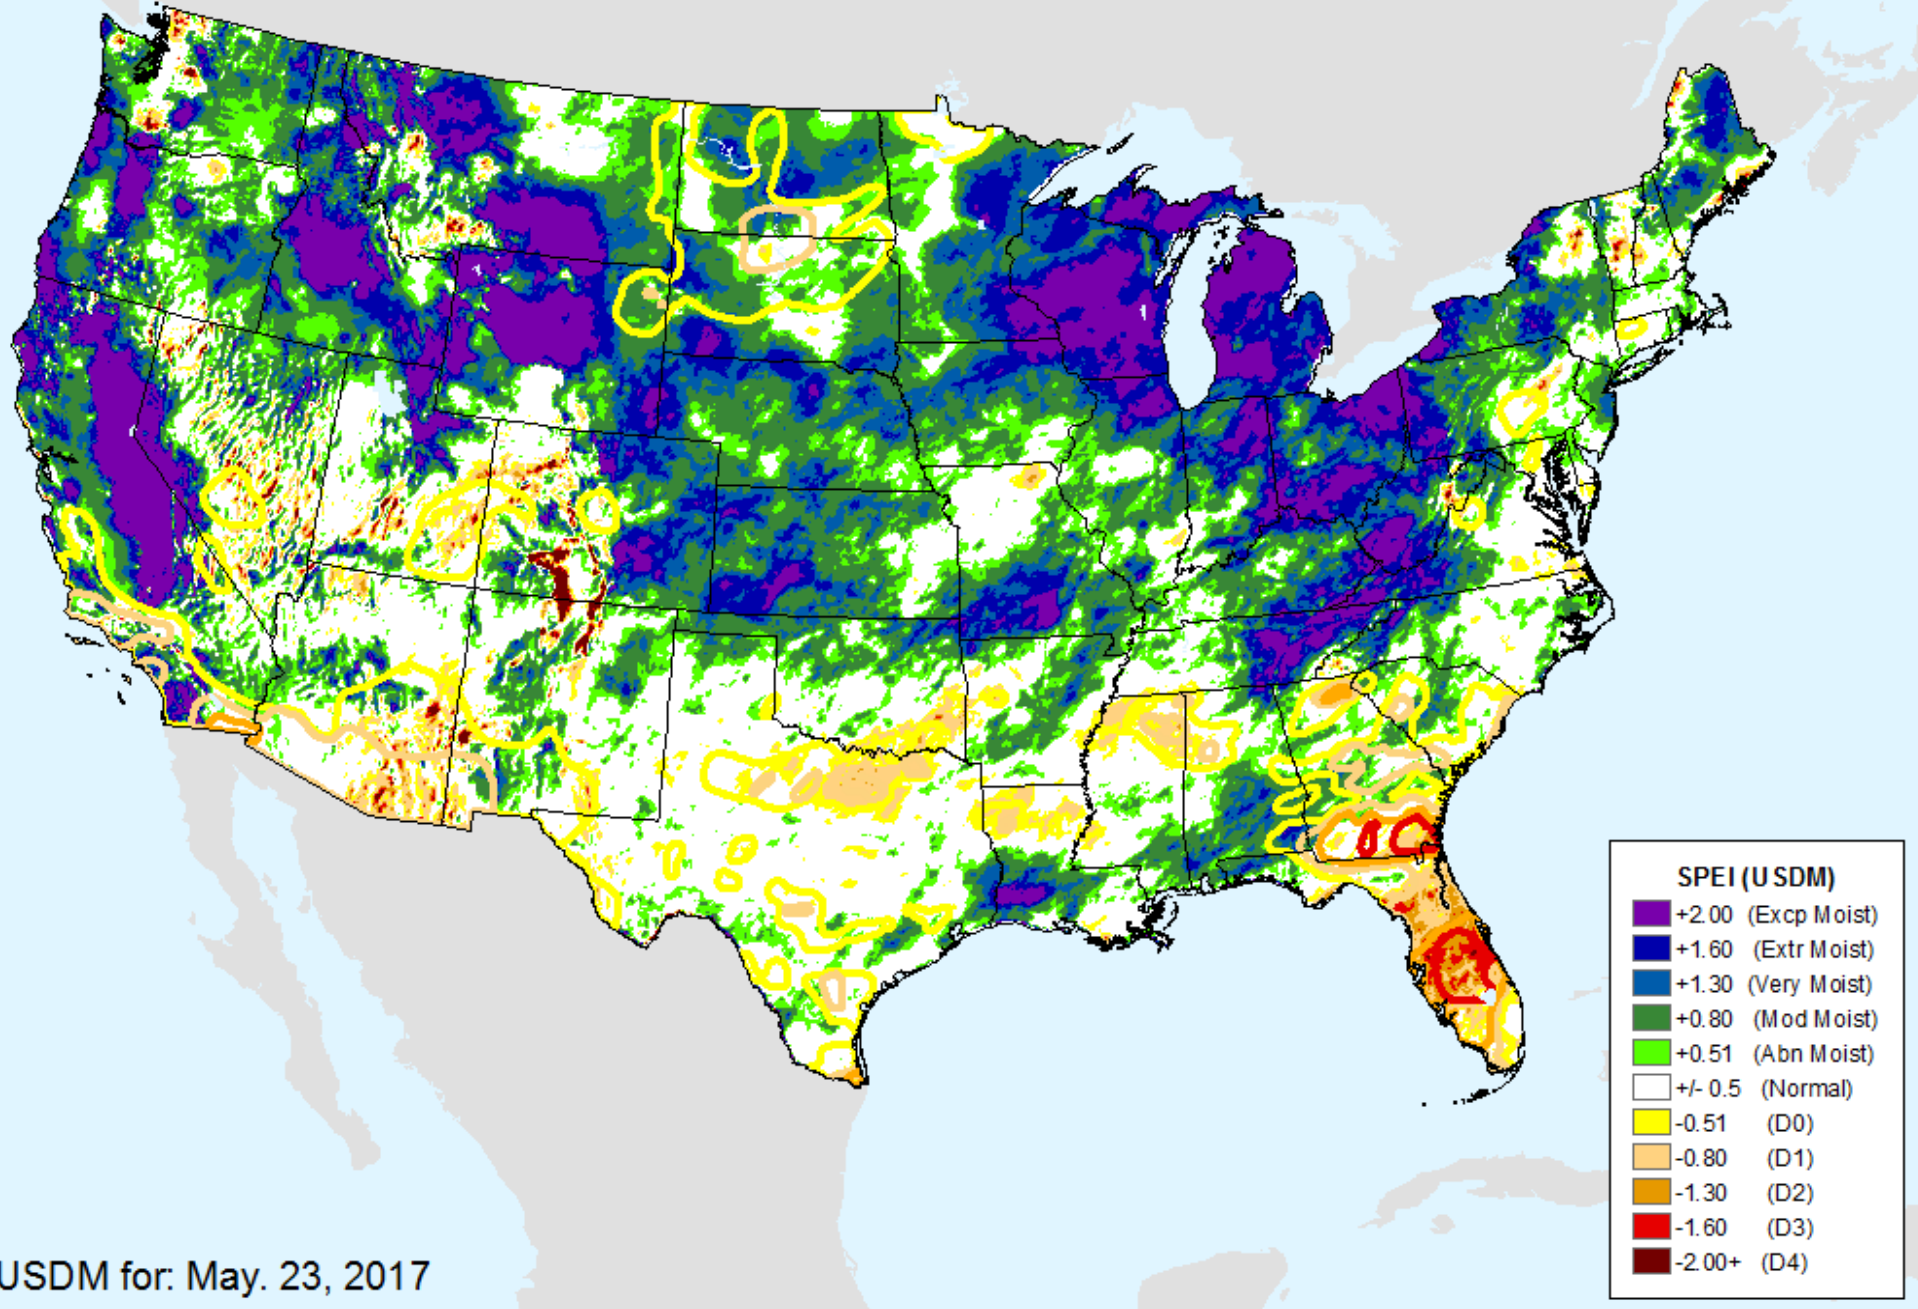 SPEI (USDM)
+2.00 (Excp Moist)
+1.60 (Extr Moist)
+1.30 (Very Moist)
+0.80 (Mod Moist)
+0.51 (Abn Moist)
+/- 0.5 (Normal)
-0.51 (D0)
-0.80 (D1)
-1.30 (D2)
-1.60 (D3)
-2.00+ (D4)
USDM for: May. 23, 2017